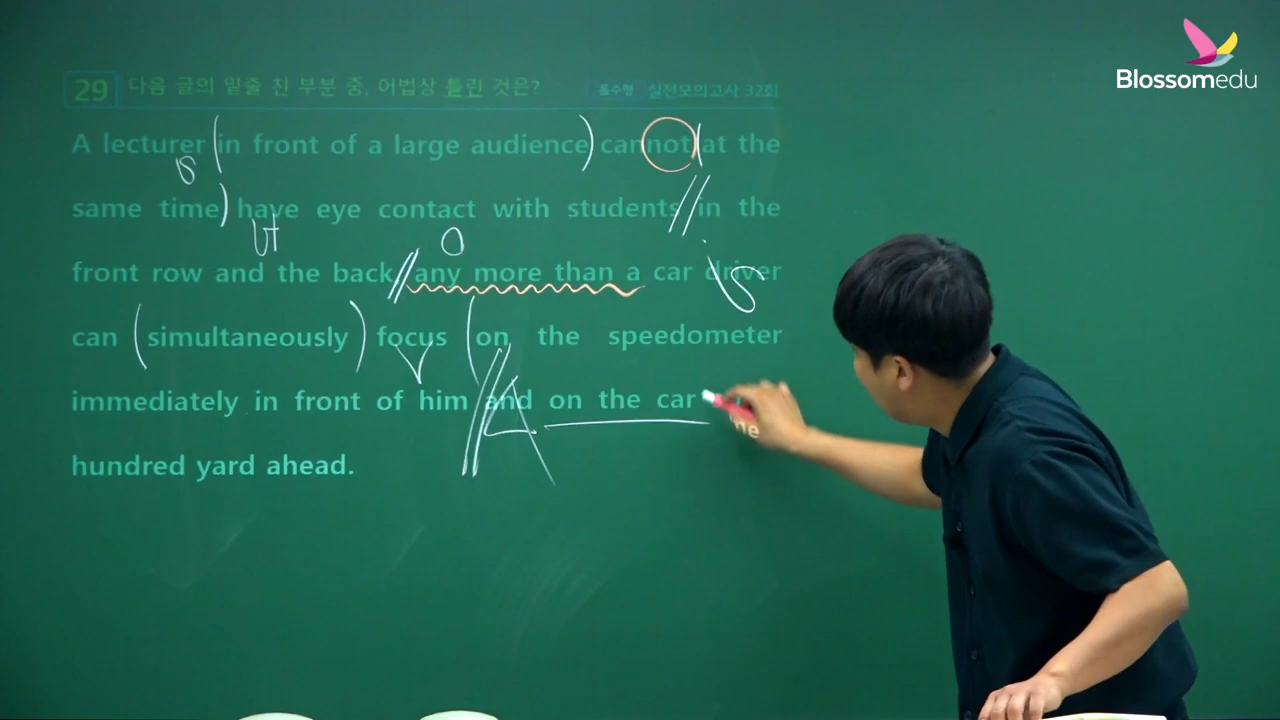 Blossomedu
29 다음 글의 밑줄 친 부분 중, 어법상 틀린 것은? 실전모의고사 32회
A lecturer (in front of a large audience) cannot (at the
S
same time) have eye contact with students // in the
Vt O
front row and the back // any more than a car driver
S
can (simultaneously) focus (on the speedometer
V
immediately in front of him // and on the car
A
hundred yard ahead.